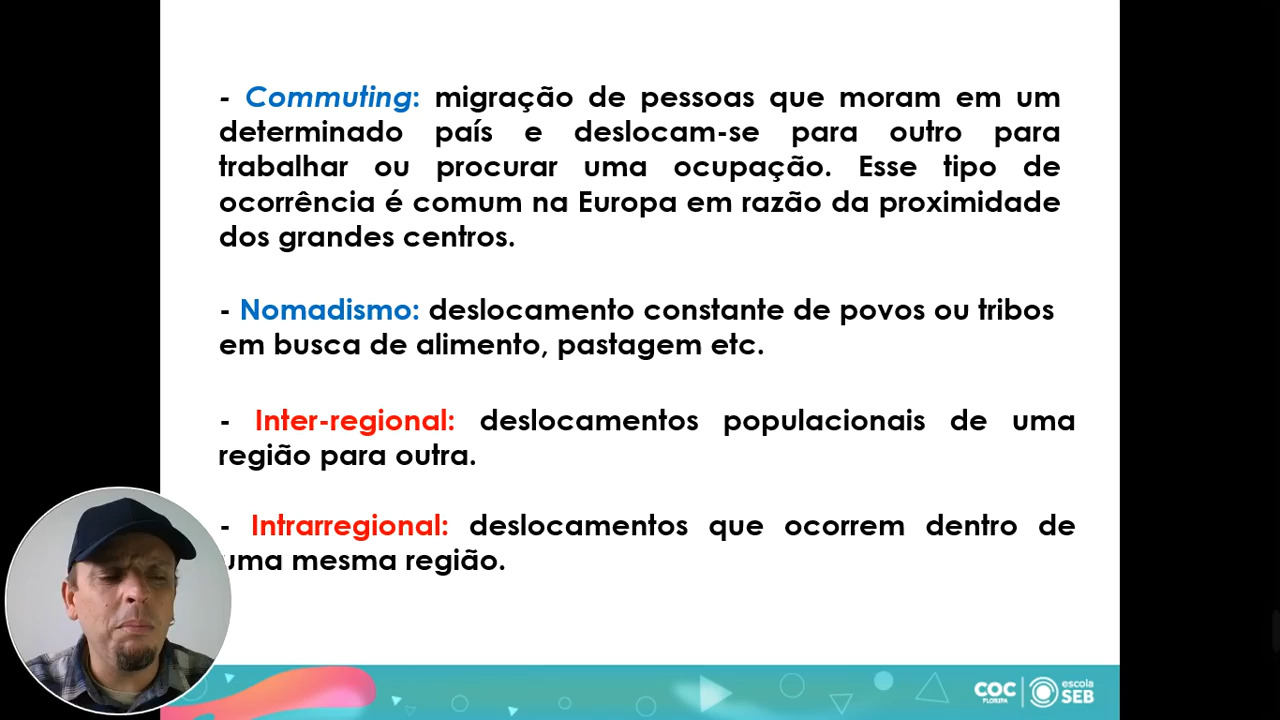 - Commuting: migração de pessoas que moram em um
determinado país e deslocam-se para outro para
trabalhar ou procurar uma ocupação. Esse tipo de
ocorrência é comum na Europa em razão da proximidade
dos grandes centros.
- Nomadismo: deslocamento constante de povos ou tribos
em busca de alimento, pastagem etc.
- Inter-regional: deslocamentos populacionais de uma
região para outra.
- Intrarregional: deslocamentos que ocorrem dentro de
uma mesma região.
COC
FLORIPA
escola
SEB